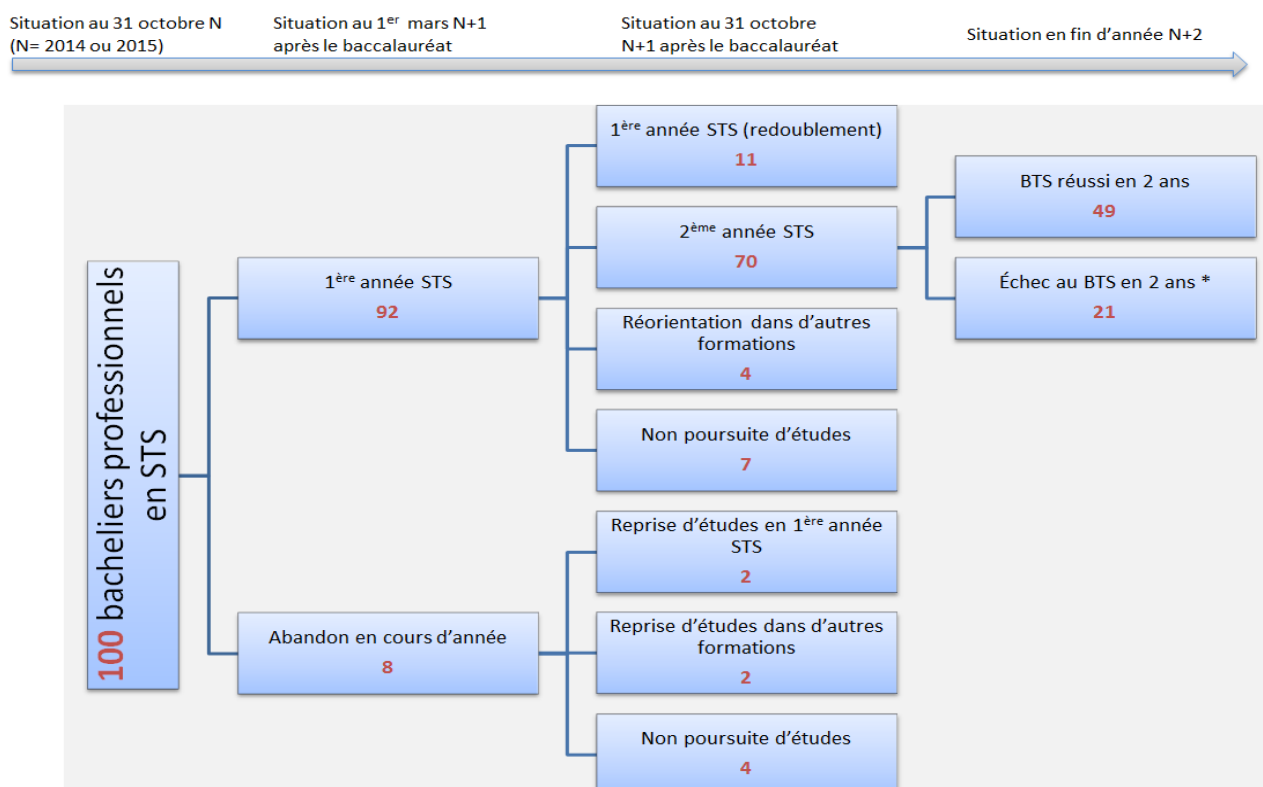 Situation au 31 octobre N
(N= 2014 ou 2015)
Situation au 1er mars N+1
après le baccalauréat
Situation au 31 octobre
N+1 après le baccalauréat
Situation en fin d'année N+2
100 bacheliers professionnels
en STS
1ère année STS
92
Abandon en cours d'année
8
1ère année STS (redoublement)
11
2ème année STS
70
Réorientation dans d'autres
formations
4
Non poursuite d'études
7
Reprise d'études en 1ère année
STS
2
Reprise d'études dans d'autres
formations
2
Non poursuite d'études
4
BTS réussi en 2 ans
49
Échec au BTS en 2 ans *
21